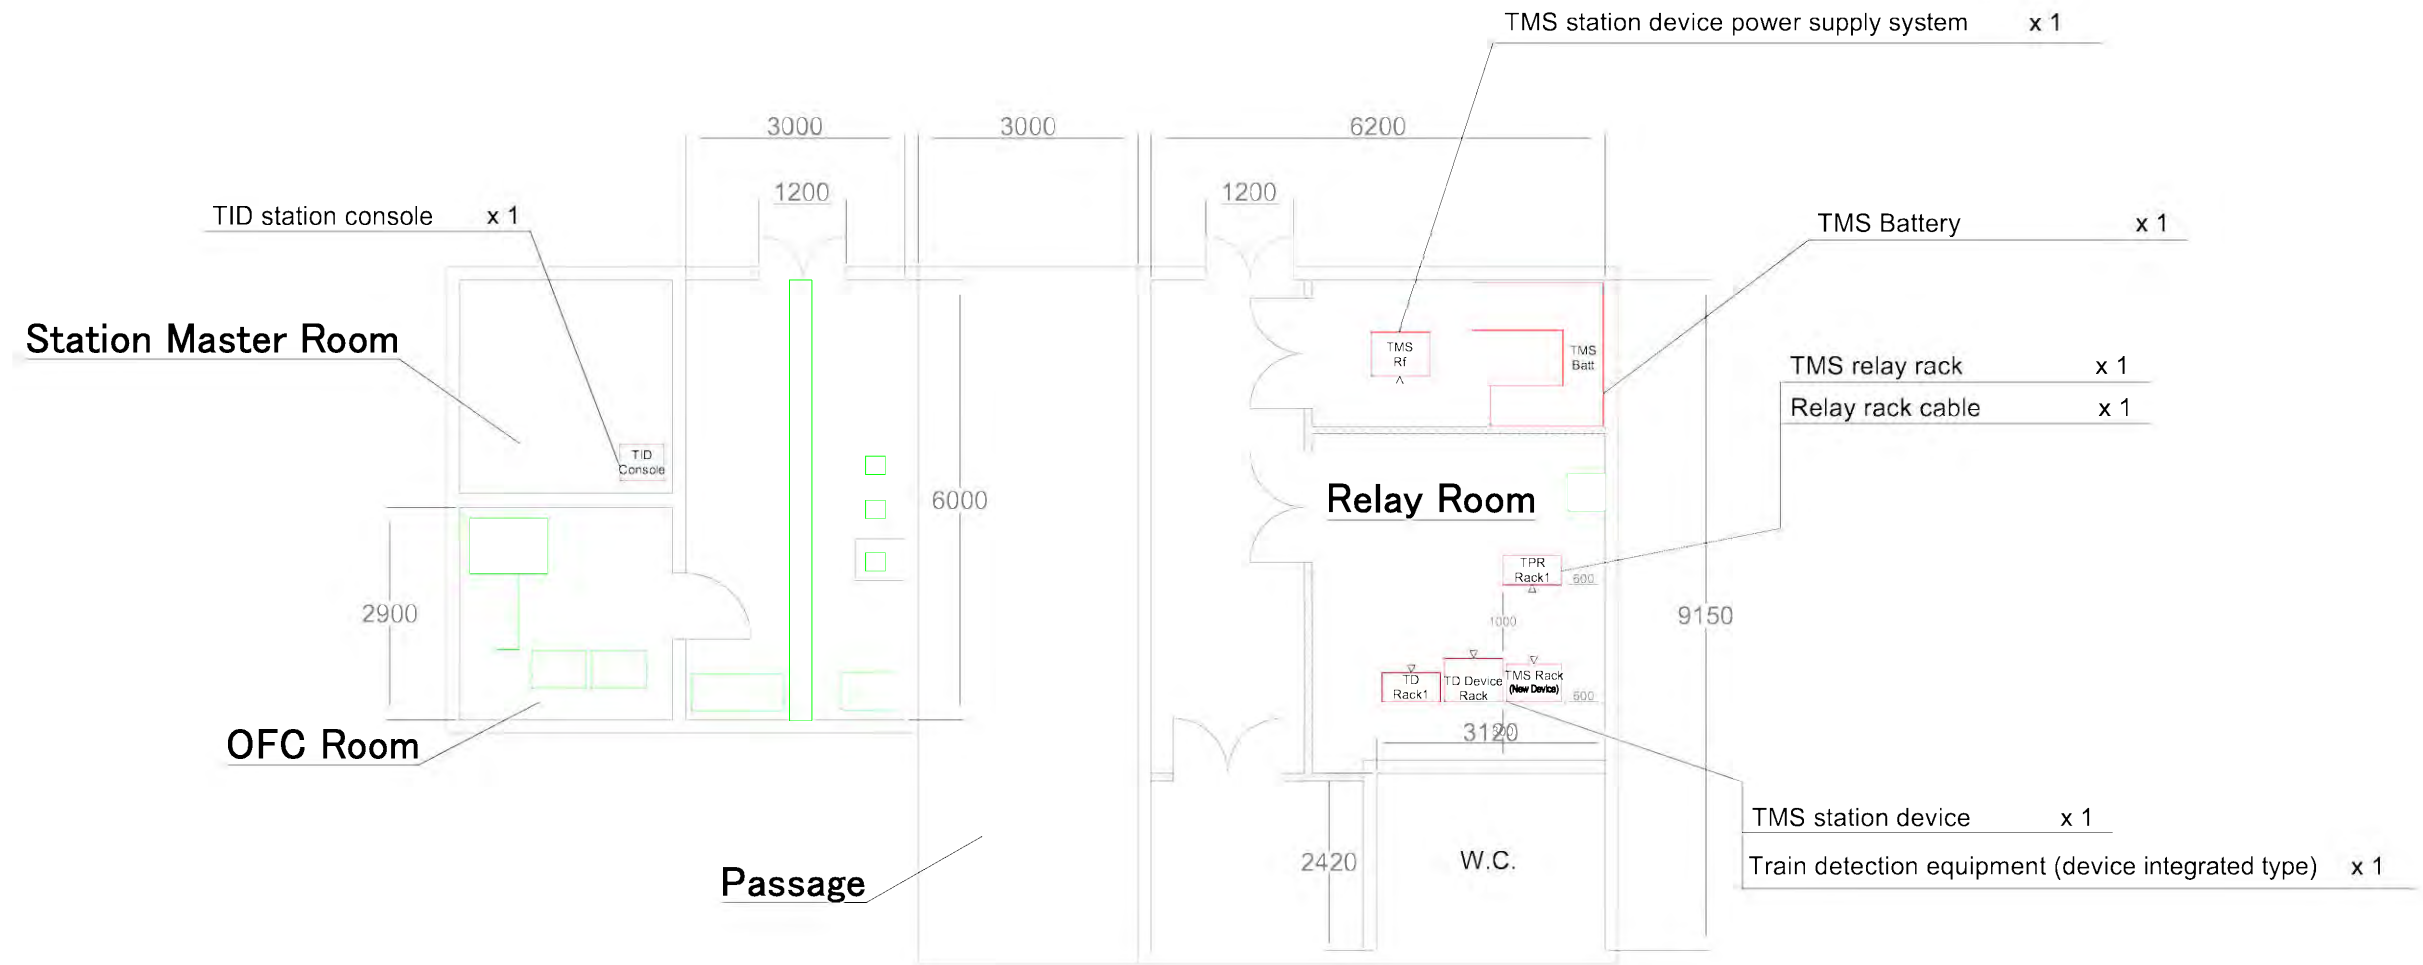 TMS station device power supply system x 1
3000
3000
6200
1200
1200
TID station console x 1
TMS Battery x 1
Station Master Room
TMS
Rf
TMS
Batt
TMS relay rack x 1
Relay rack cable x 1
TID
Console
6000
Relay Room
TPR
Rack1
600
2900
1000
9150
TD
Rack1
TD Device
Rack
TMS Rack
(New Device)
600
3120
OFC Room
TMS station device x 1
Train detection equipment (device integrated type) x 1
2420
W.C.
Passage